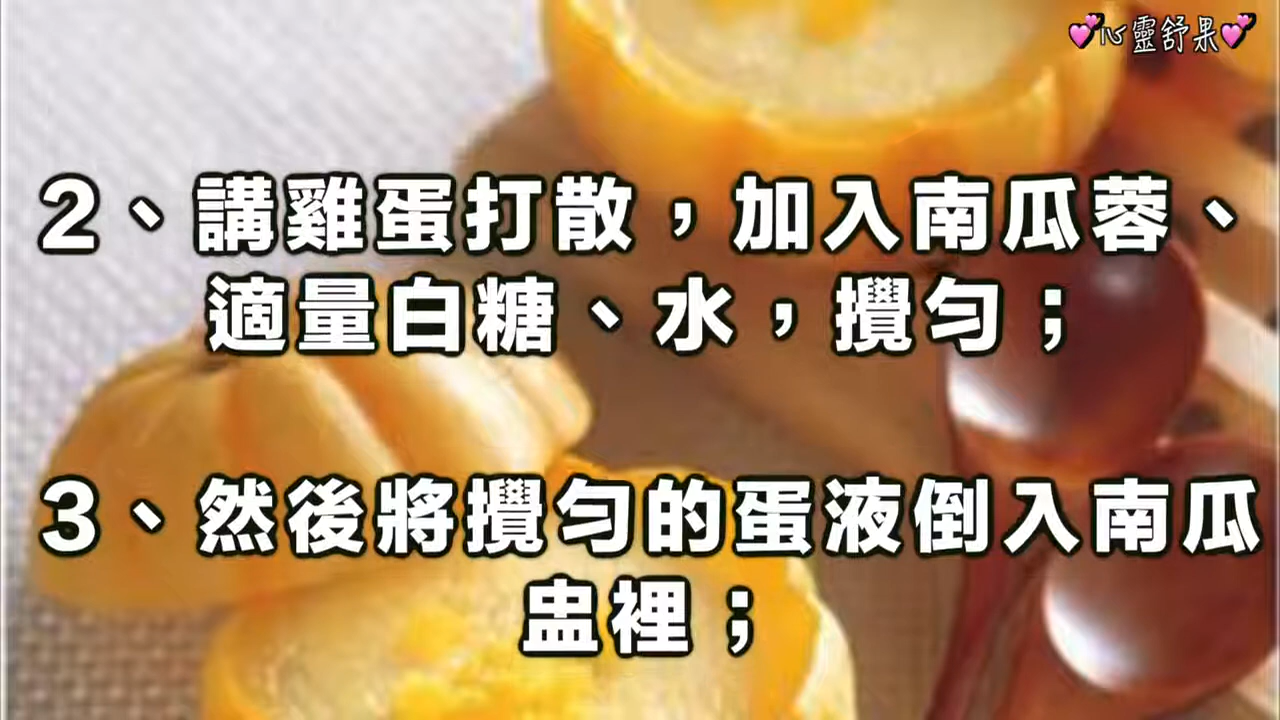 💕心靈舒果💕
2、講雞蛋打散，加入南瓜蓉、
適量白糖、水，攪勻；
3、然後將攪勻的蛋液倒入南瓜
盅裡；